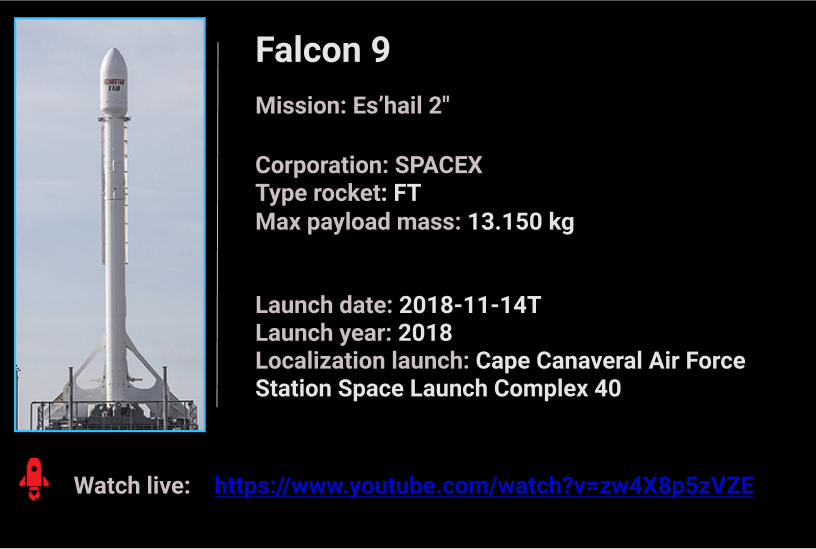 Falcon 9
Mission: Es’hail 2"
Corporation: SPACEX
Type rocket: FT
Max payload mass: 13.150 kg
Launch date: 2018-11-14T
Launch year: 2018
Localization launch: Cape Canaveral Air Force
Station Space Launch Complex 40
Watch live: https://www.youtube.com/watch?v=zw4X8p5zVZE